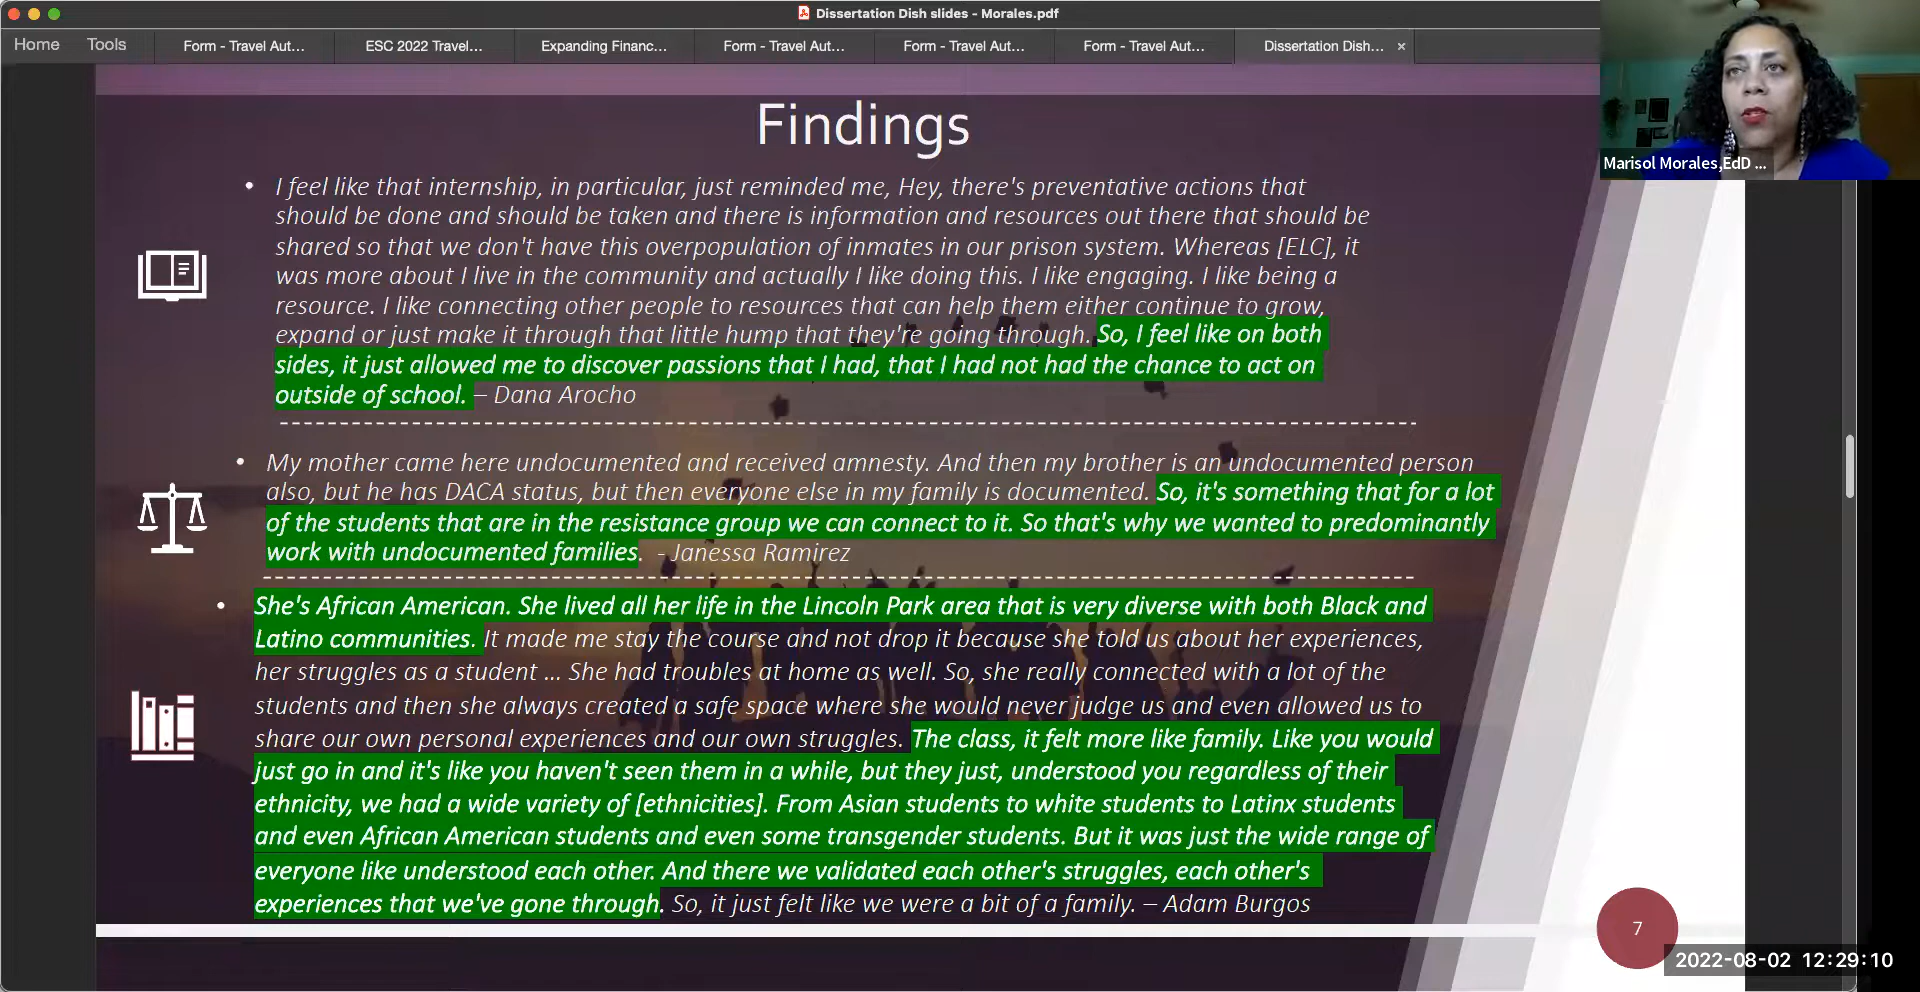 Dissertation Dish slides - Morales.pdf
Home Tools Form - Travel Aut... ESC 2022 Travel... Expanding Financ... Form - Travel Aut... Form - Travel Aut... Form - Travel Aut... Dissertation Dish... ×
Marisol Morales,EdD ...
Findings
• I feel like that internship, in particular, just reminded me, Hey, there's preventative actions that
should be done and should be taken and there is information and resources out there that should be
shared so that we don't have this overpopulation of inmates in our prison system. Whereas [ELC], it
was more about I live in the community and actually I like doing this. I like engaging. I like being a
resource. I like connecting other people to resources that can help them either continue to grow,
expand or just make it through that little hump that they're going through. So, I feel like on both
sides, it just allowed me to discover passions that I had, that I had not had the chance to act on
outside of school. – Dana Arocho
• My mother came here undocumented and received amnesty. And then my brother is an undocumented person
also, but he has DACA status, but then everyone else in my family is documented. So, it's something that for a lot
of the students that are in the resistance group we can connect to it. So that's why we wanted to predominantly
work with undocumented families. - Janessa Ramirez
• She's African American. She lived all her life in the Lincoln Park area that is very diverse with both Black and
Latino communities. It made me stay the course and not drop it because she told us about her experiences,
her struggles as a student ... She had troubles at home as well. So, she really connected with a lot of the
students and then she always created a safe space where she would never judge us and even allowed us to
share our own personal experiences and our own struggles. The class, it felt more like family. Like you would
just go in and it's like you haven't seen them in a while, but they just, understood you regardless of their
ethnicity, we had a wide variety of [ethnicities]. From Asian students to white students to Latinx students
and even African American students and even some transgender students. But it was just the wide range of
everyone like understood each other. And there we validated each other's struggles, each other's
experiences that we've gone through. So, it just felt like we were a bit of a family. – Adam Burgos
7
2022-08-02 12:29:10